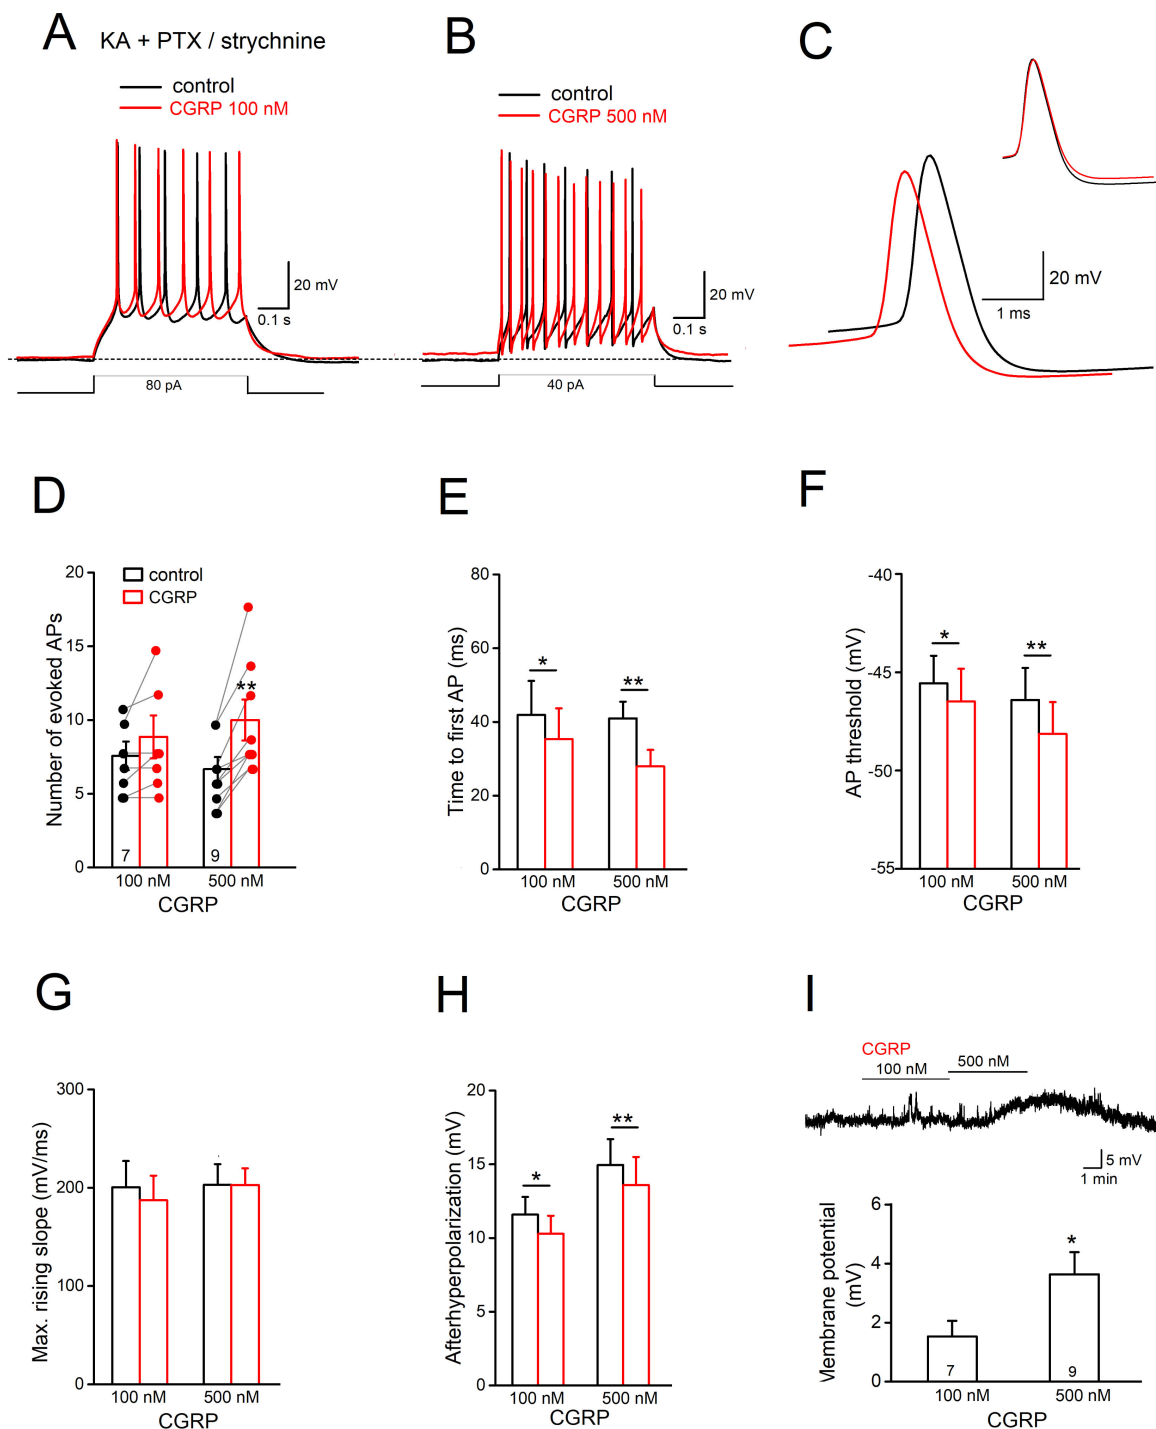 A
KA + PTX / strychnine
control
CGRP 100 nM
20 mV
0.1 s
80 pA
B
control
CGRP 500 nM
20 mV
0.1 s
40 pA
C
20 mV
1 ms
D
20
15
10
5
0
Number of evoked APs
control
CGRP
**
7
9
100 nM
500 nM
CGRP
E
80
60
40
20
0
Time to first AP (ms)
*
**
100 nM
500 nM
CGRP
F
-40
-45
-50
-55
AP threshold (mV)
*
**
100 nM
500 nM
CGRP
G
300
200
100
0
Max. rising slope (mV/ms)
100 nM
500 nM
CGRP
H
20
15
10
5
0
Afterhyperpolarization (mV)
*
**
100 nM
500 nM
CGRP
I
CGRP
100 nM
500 nM
5 mV
1 min
6
4
2
0
Membrane potential
(mV)
*
7
9
100 nM
500 nM
CGRP